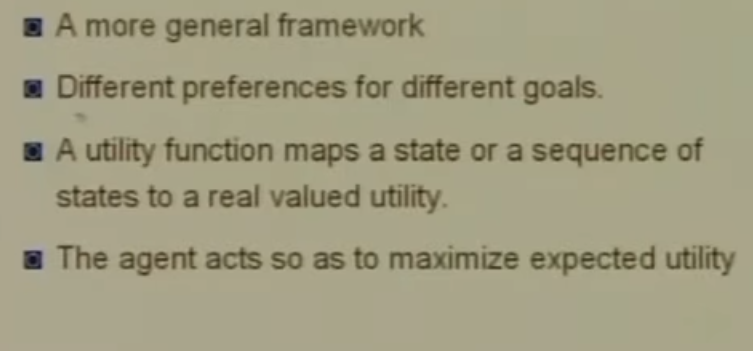 A more general framework
Different preferences for different goals.
A utility function maps a state or a sequence of
states to a real valued utility.
The agent acts so as to maximize expected utility